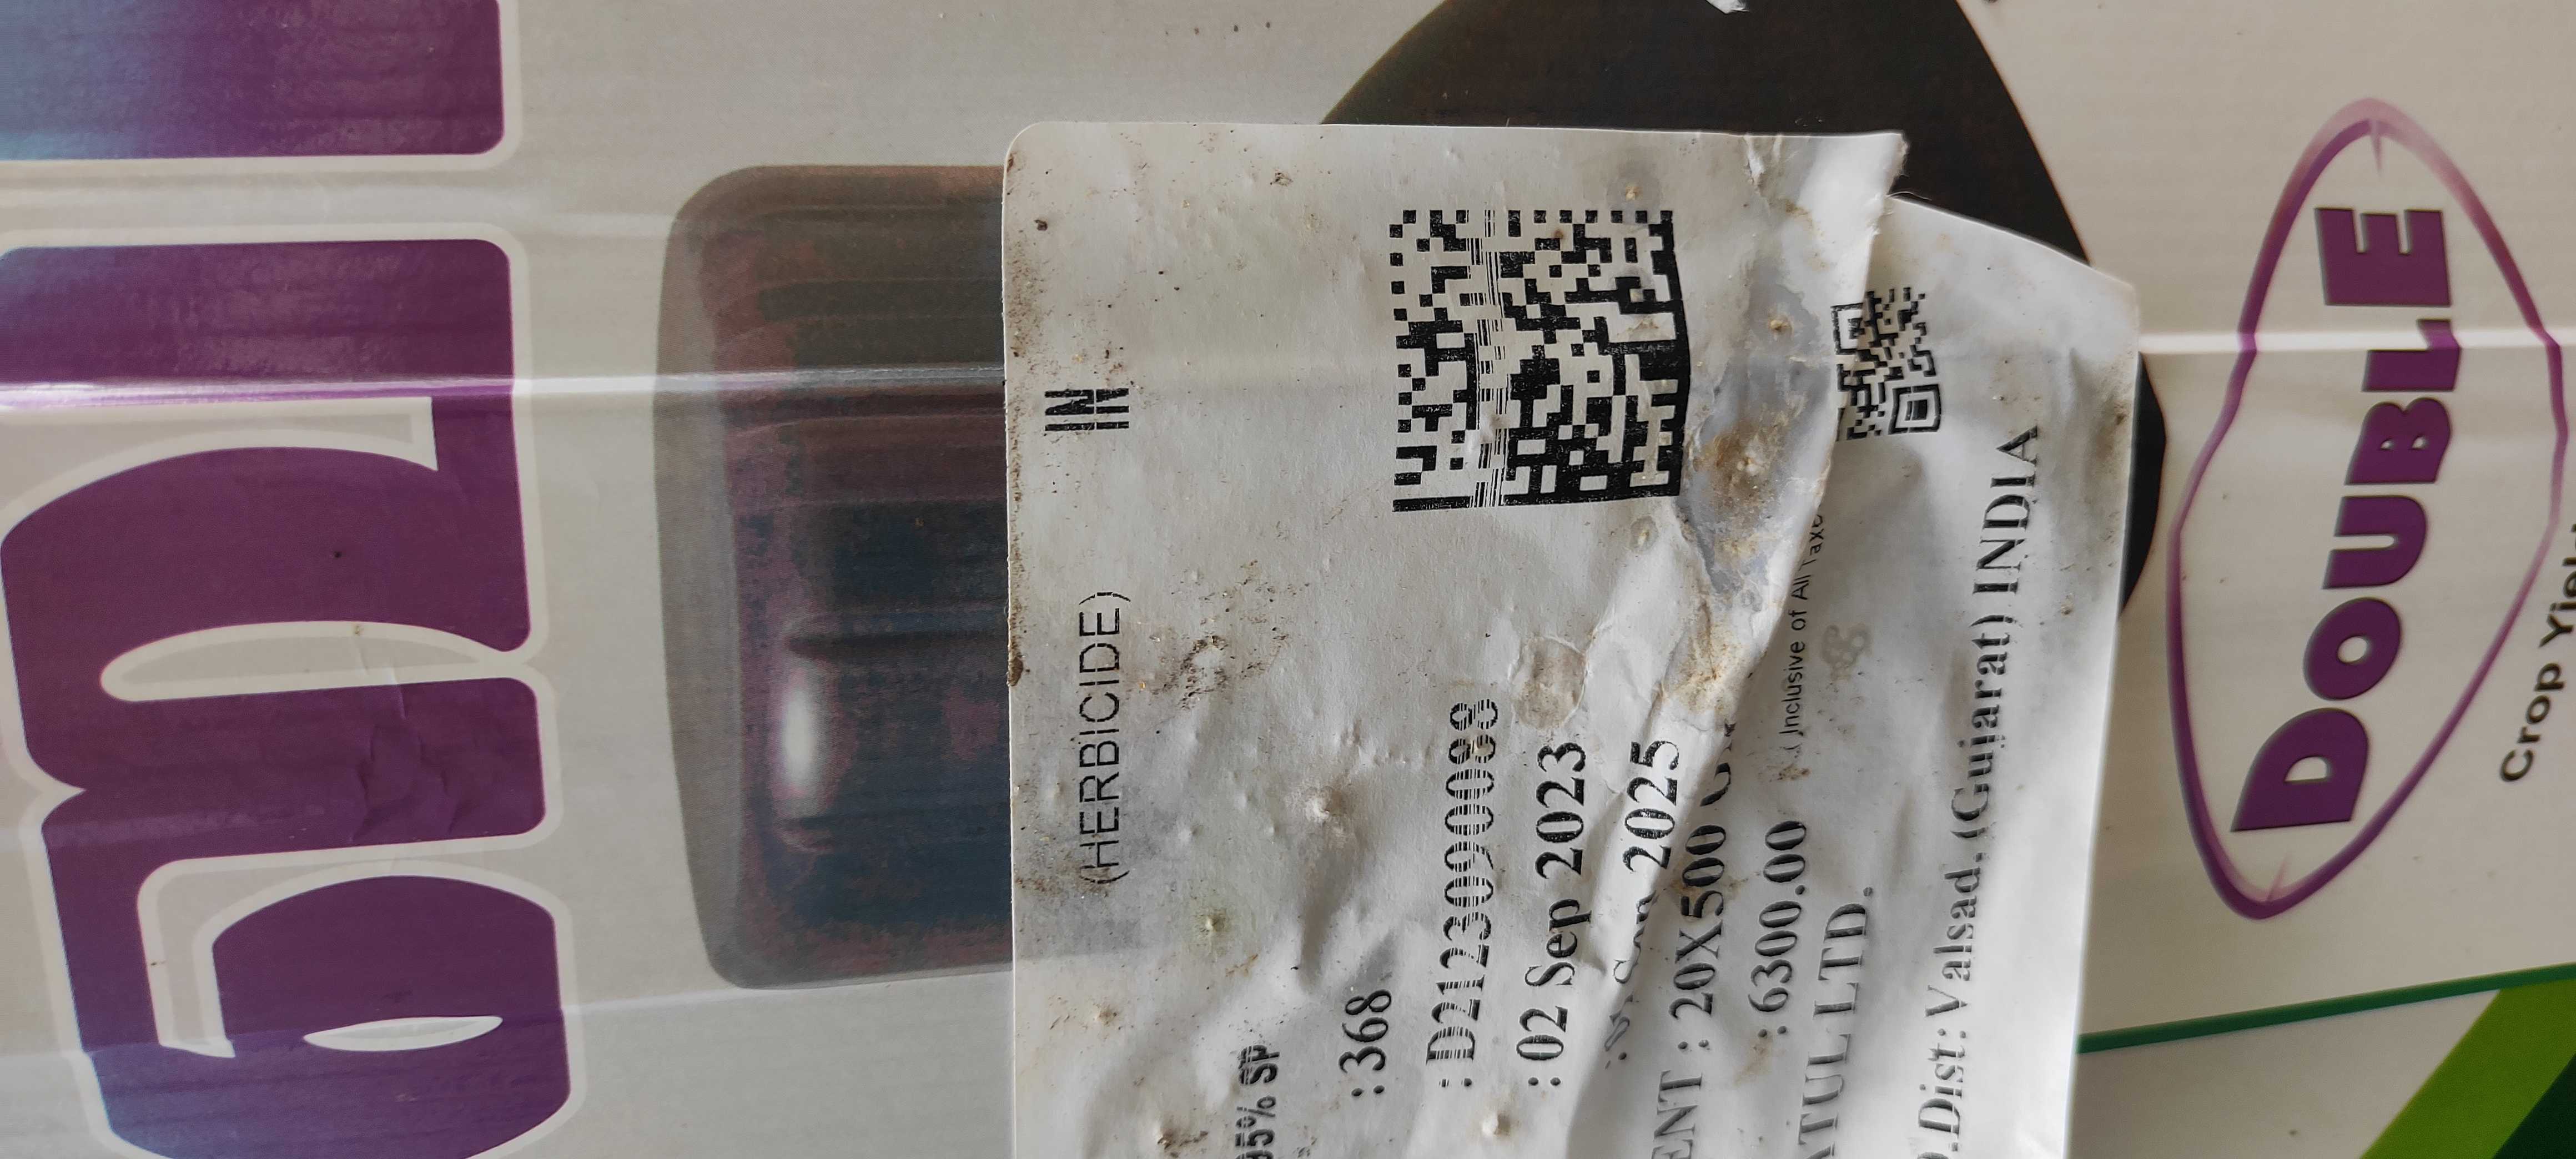 IN
(HERBICIDE)
95% SP
: 368
: D2123090088
: 02 Sep 2023
2025
ENT : 20X500
: 6300.00 Inclusive of All Taxe
ATUL LTD.
.Dist: Valsad. (Gujarat) INDIA
DOUBLE
Crop Yiel